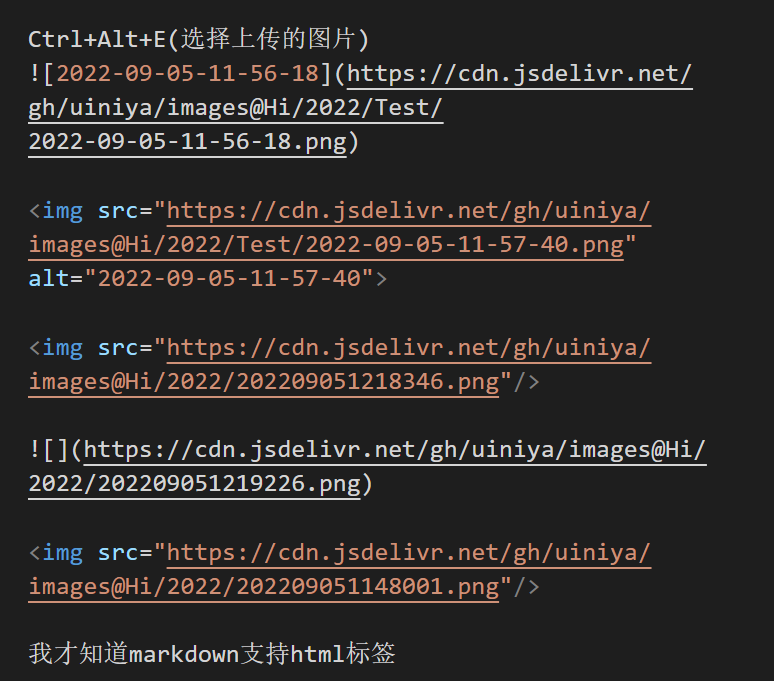 Ctrl+Alt+E(选择上传的图片)
![2022-09-05-11-56-18](https://cdn.jsdelivr.net/
gh/uiniya/images@Hi/2022/Test/
2022-09-05-11-56-18.png)
<img src="https://cdn.jsdelivr.net/gh/uiniya/
images@Hi/2022/Test/2022-09-05-11-57-40.png"
alt="2022-09-05-11-57-40">
<img src="https://cdn.jsdelivr.net/gh/uiniya/
images@Hi/2022/202209051218346.png"/>
![](https://cdn.jsdelivr.net/gh/uiniya/images@Hi/
2022/202209051219226.png)
<img src="https://cdn.jsdelivr.net/gh/uiniya/
images@Hi/2022/202209051148001.png"/>
我才知道markdown支持html标签